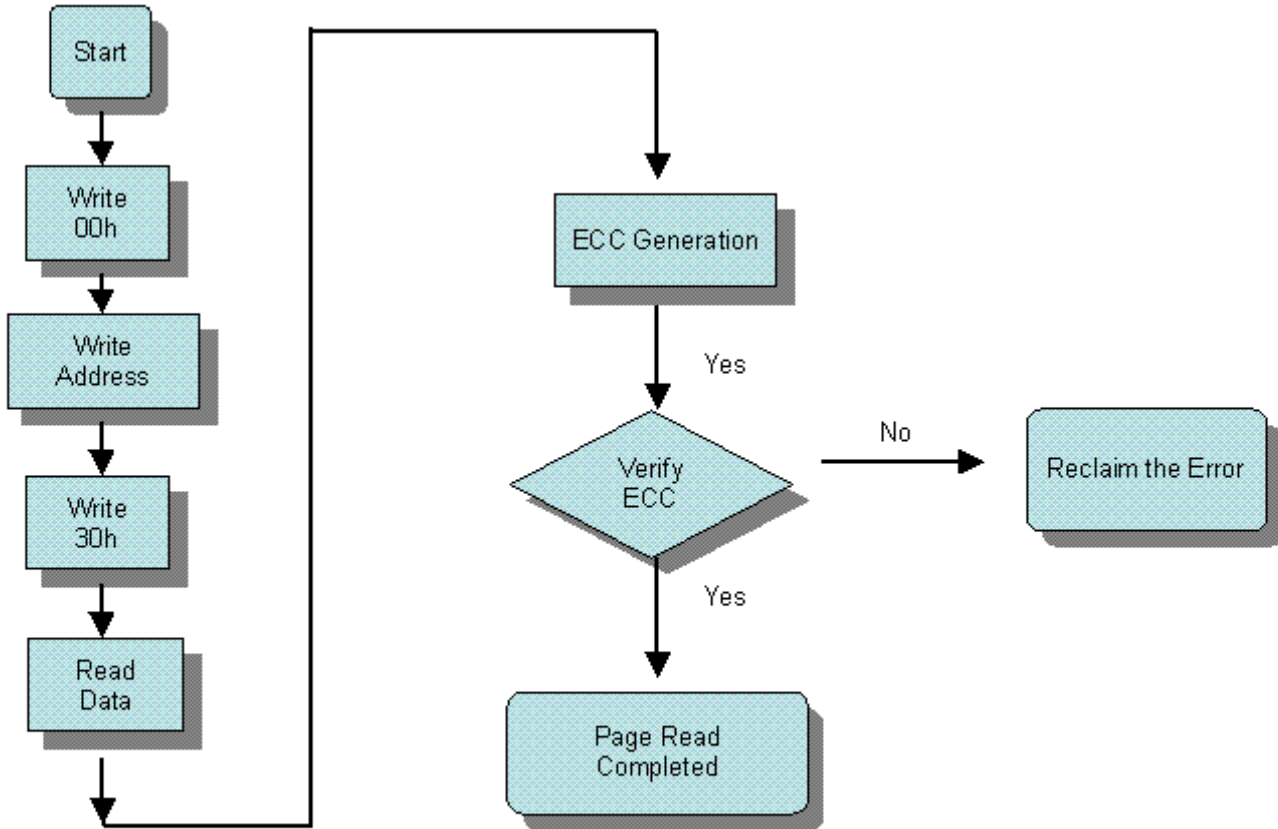 Start
Write
00h
Write
Address
Write
30h
Read
Data
ECC Generation
Yes
Verify
ECC
No
Reclaim the Error
Yes
Page Read
Completed